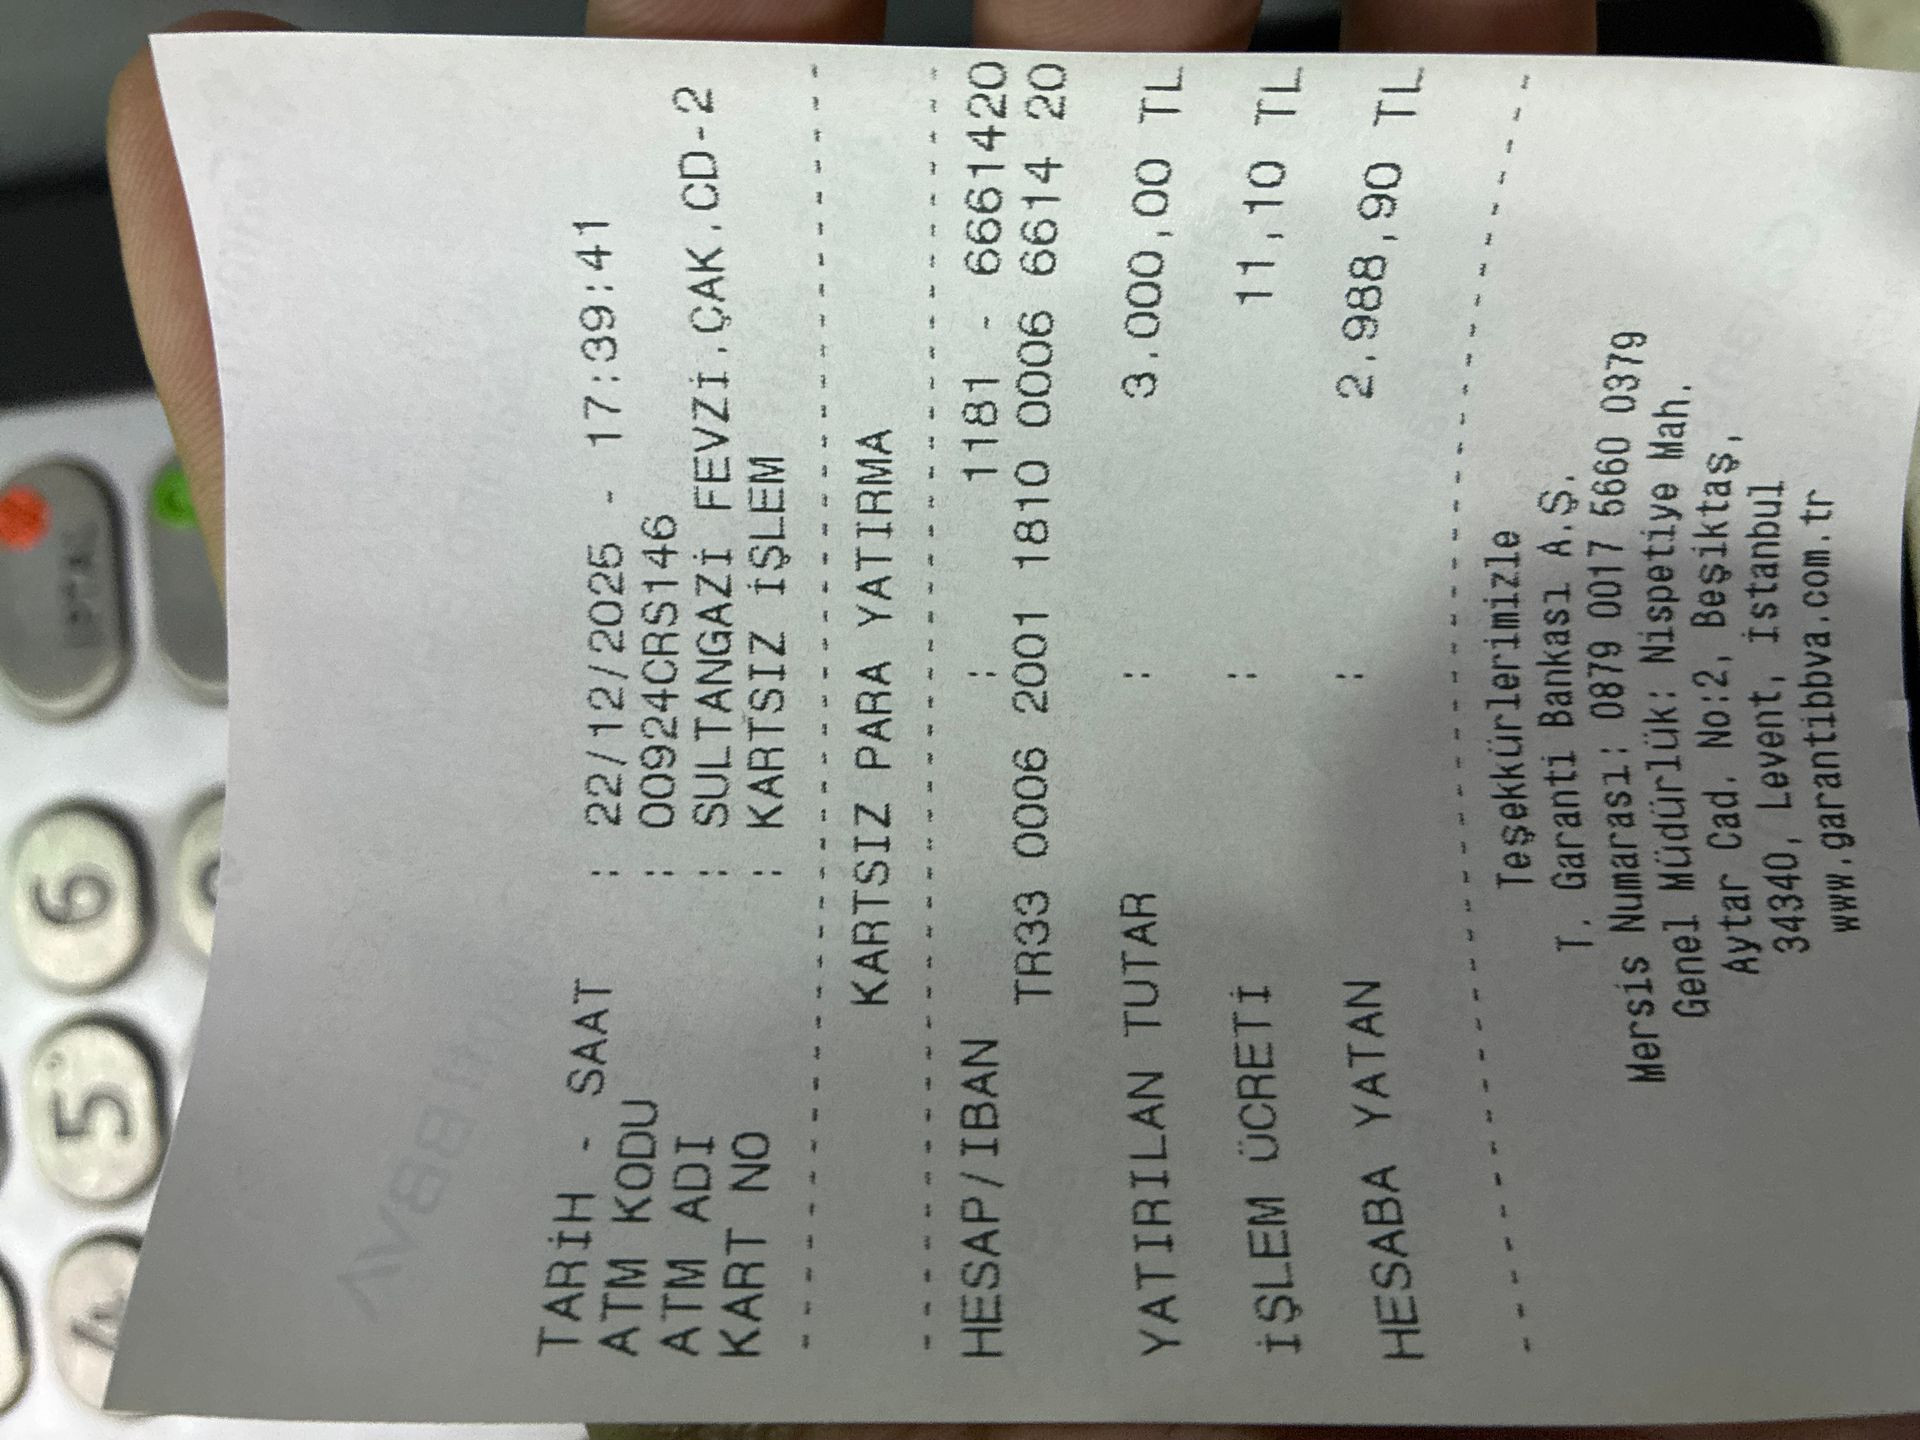 TARİH - SAAT : 22/12/2025 - 17:39:41
ATM KODU : 00924CRS146
ATM ADI : SULTANGAZİ FEVZİ.ÇAK.CD-2
KART NO : KARTSIZ İŞLEM
KARTSIZ PARA YATIRMA
HESAP/IBAN : 1181 - 6661420
TR33 0006 2001 1810 0006 6614 20
YATIRILAN TUTAR : 3.000,00 TL
İŞLEM ÜCRETİ : 11,10 TL
HESABA YATAN : 2.988,90 TL
Teşekkürlerimizle
T. Garanti Bankası A.Ş.
Mersis Numarası: 0879 0017 5660 0379
Genel Müdürlük: Nispetiye Mah.
Aytar Cad. No:2, Beşiktaş,
34340, Levent, İstanbul
www.garantibbva.com.tr
6
5